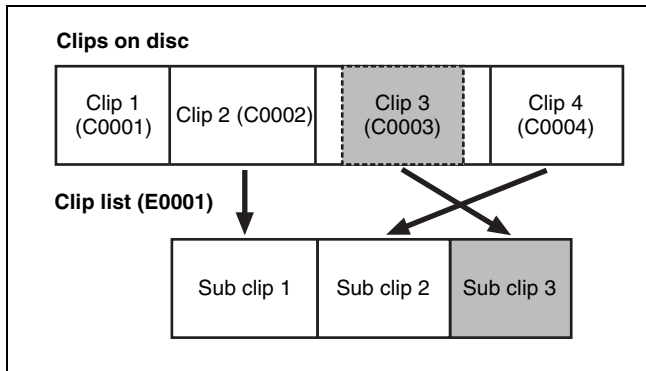 Clips on disc
Clip 1
(C0001)
Clip 2 (C0002)
Clip 3
(C0003)
Clip 4
(C0004)
Clip list (E0001)
Sub clip 1
Sub clip 2
Sub clip 3